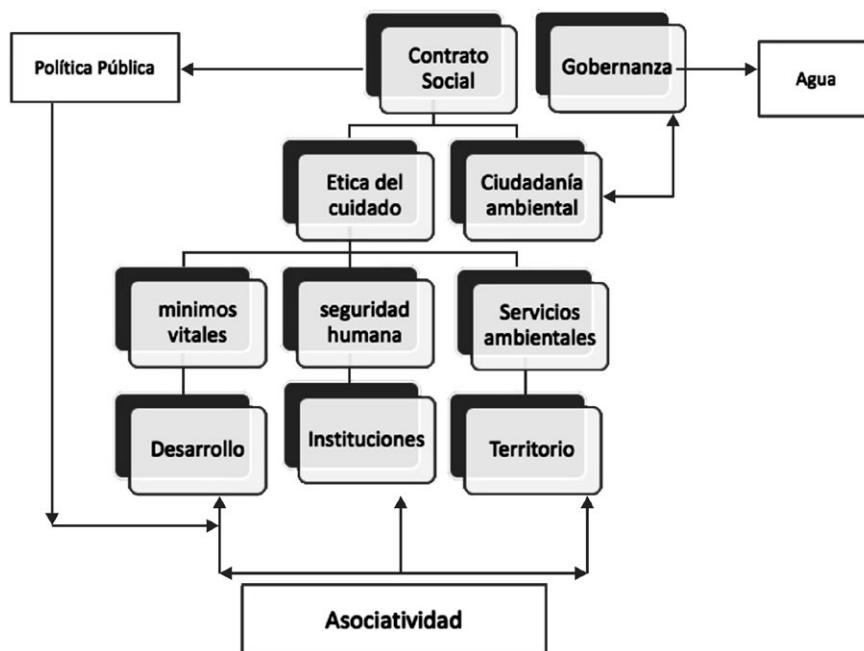 Política Pública
Contrato
Social
Gobernanza
Agua
Etica del
cuidado
Ciudadanía
ambiental
minimos
vitales
seguridad
humana
Servicios
ambientales
Desarrollo
Instituciones
Territorio
Asociatividad